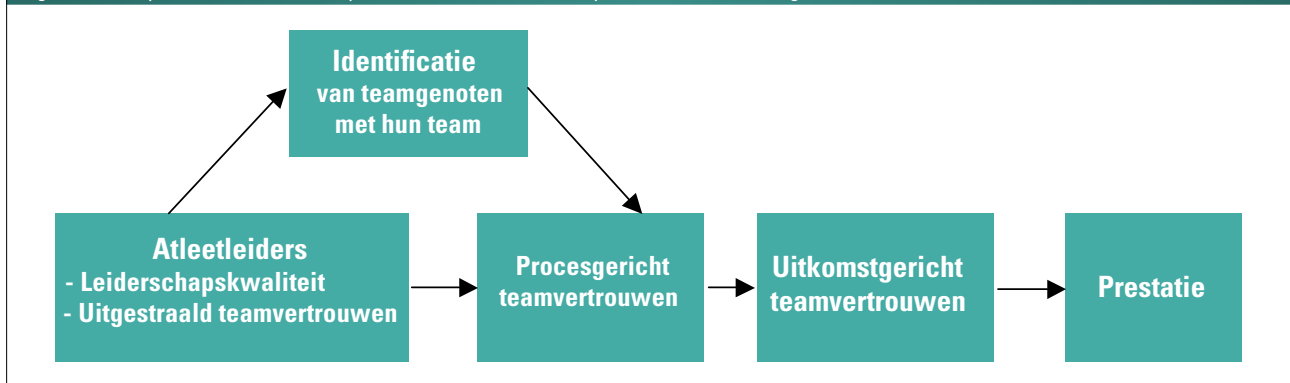 Identificatie
van teamgenoten
met hun team
Atleetleiders
- Leiderschapskwaliteit
- Uitgestraald teamvertrouwen
Procesgericht
teamvertrouwen
Uitkomstgericht
teamvertrouwen
Prestatie